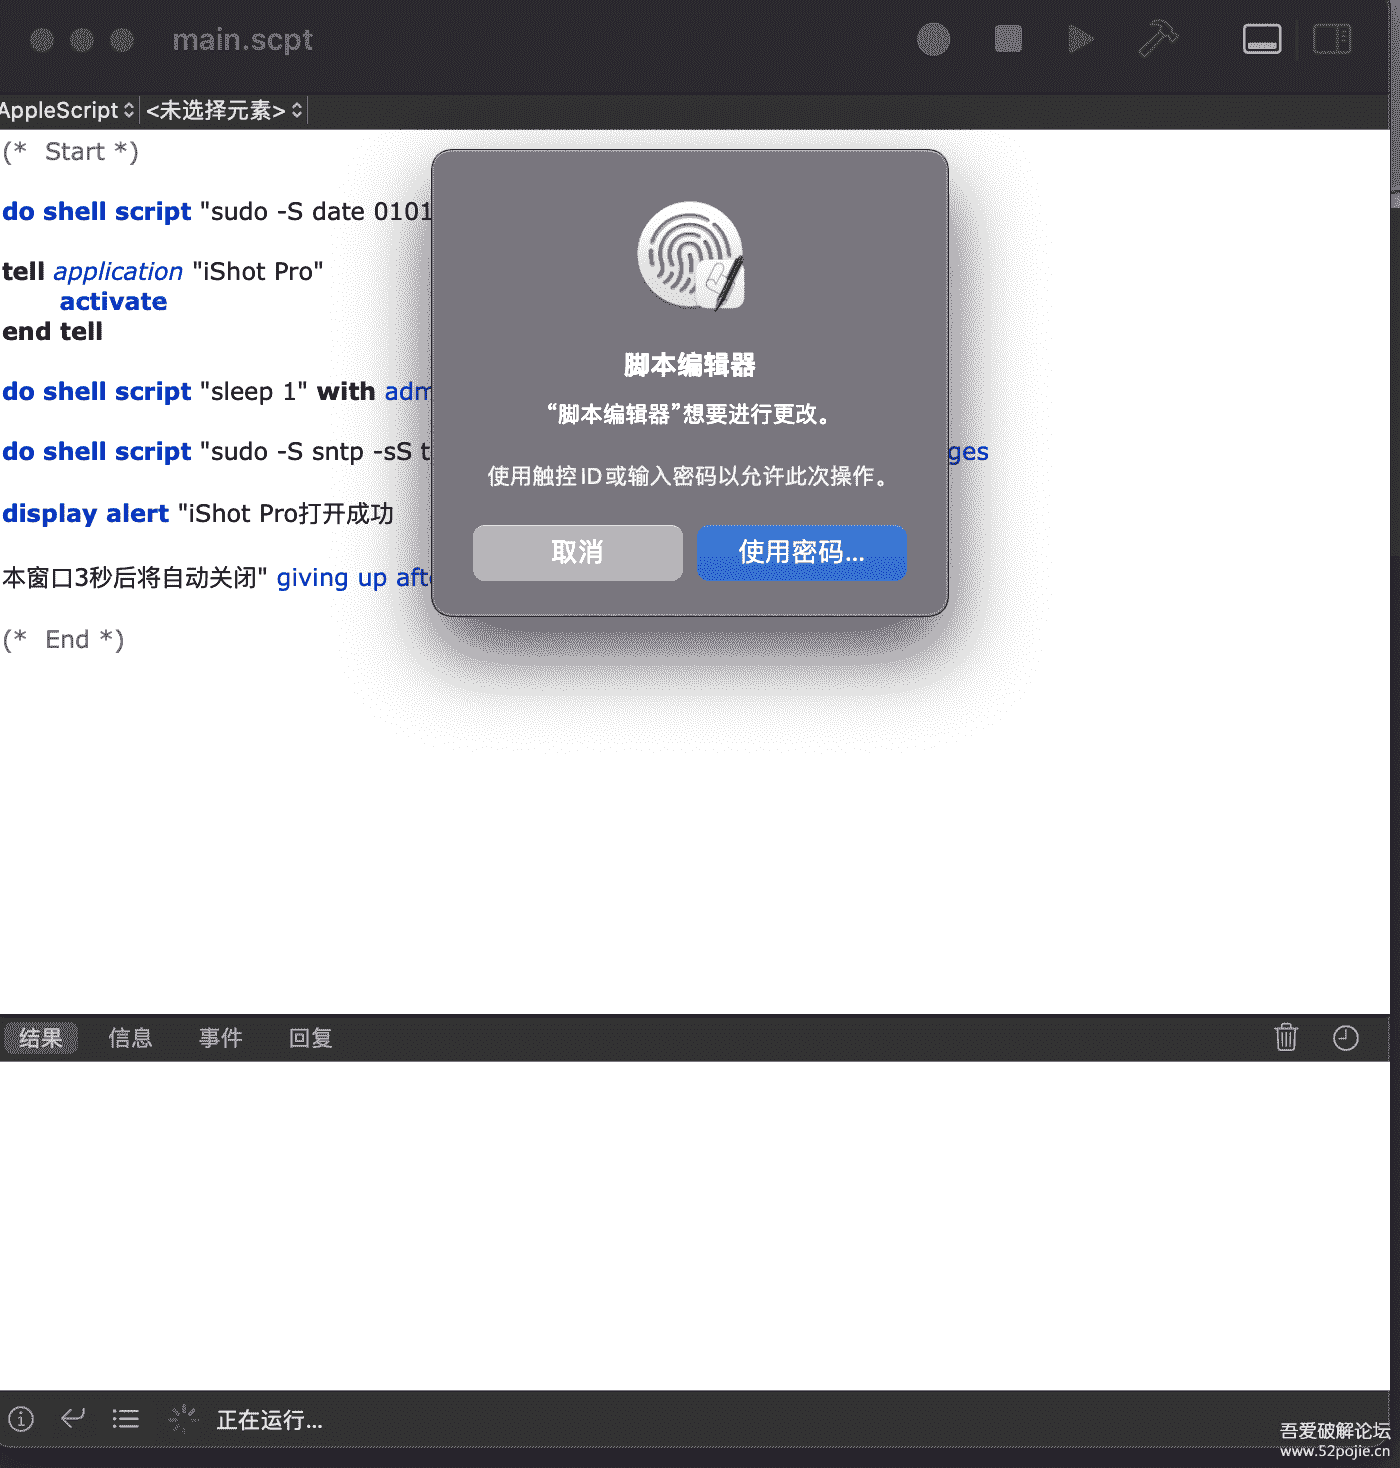 main.scpt
AppleScript <未选择元素>
(* Start *)
do shell script "sudo -S date 0101
tell application "iShot Pro"
activate
end tell
do shell script "sleep 1" with adm
do shell script "sudo -S sntp -sS t
ges
display alert "iShot Pro打开成功
本窗口3秒后将自动关闭" giving up afte
(* End *)
脚本编辑器
“脚本编辑器”想要进行更改。
使用触控 ID 或输入密码以允许此次操作。
取消 使用密码...
结果 信息 事件 回复
正在运行...
吾爱破解论坛
www.52pojie.cn